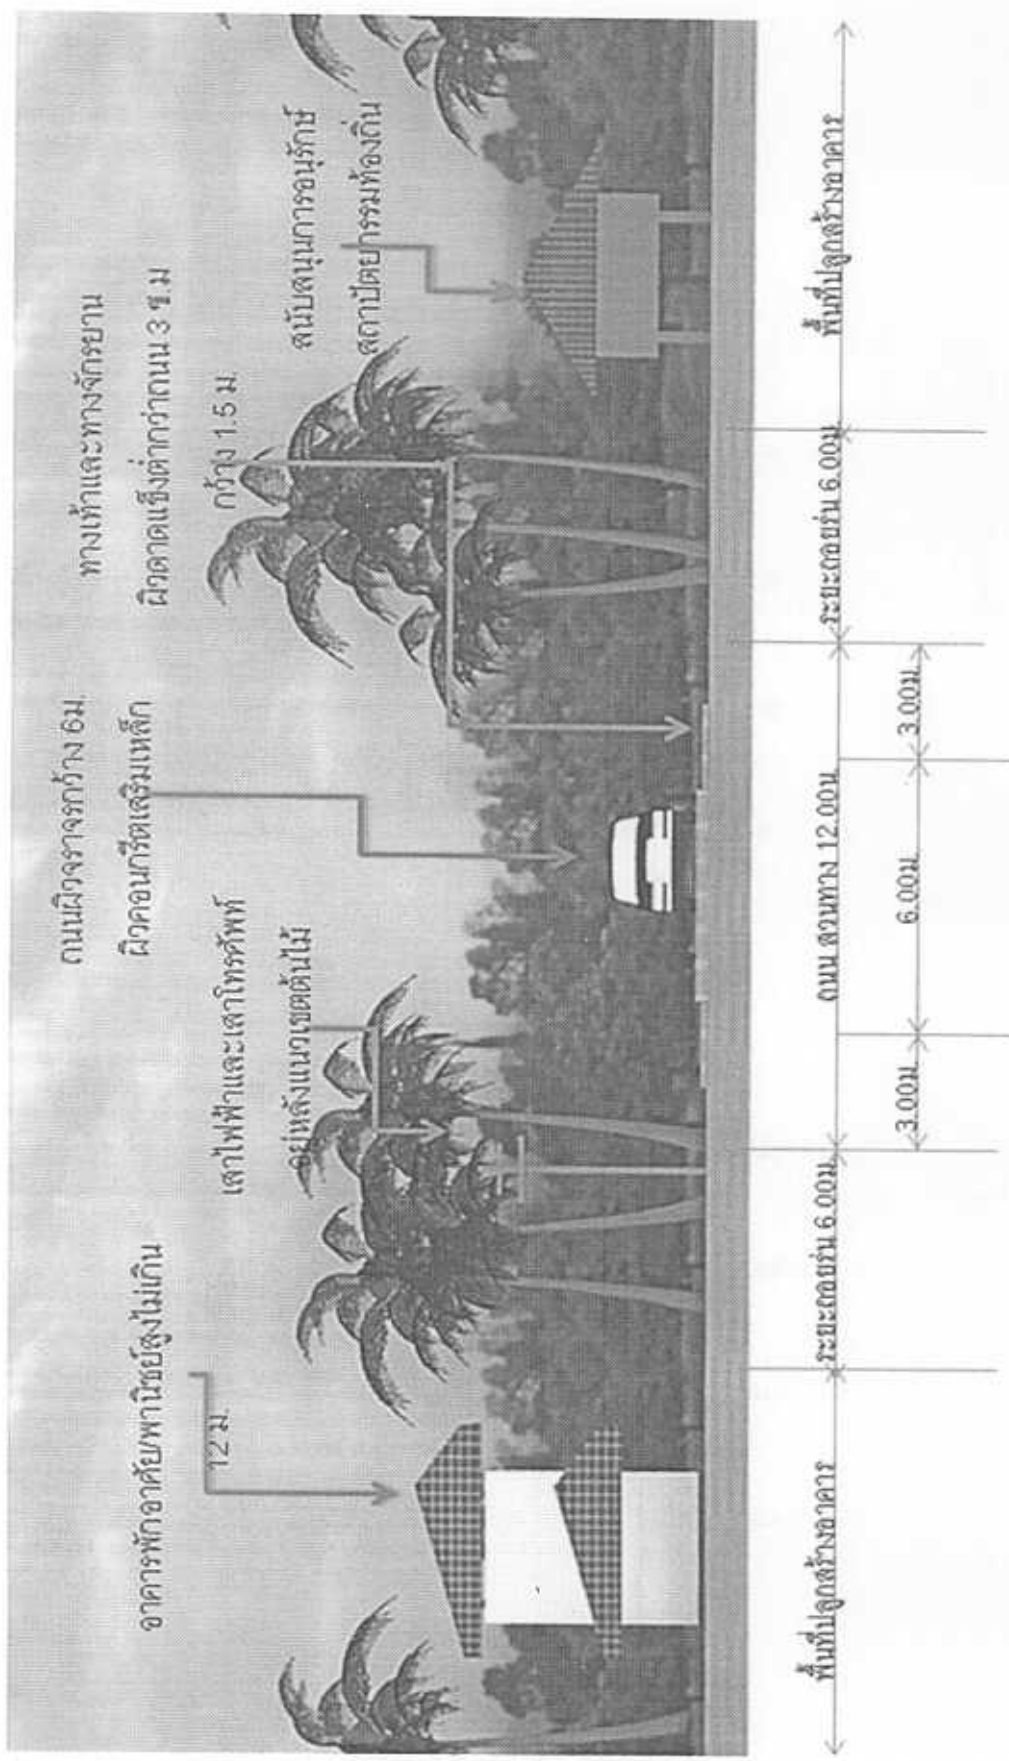 อาคารพักอาศัย/พานิชย์สูงไม่เกิน
12 ม.
เสาไฟฟ้าและเสาโทรศัพท์
อยู่หลังแนวเขตต้นไม้
ถนนผิวจราจรกว้าง 6ม.
ผิวคอนกรีตเสริมเหล็ก
ทางเท้าและทางจักรยาน
ผิวดาดแข็งต่ำกว่าถนน 3 ซ.ม
กว้าง 1.5 ม.
สนับสนุนการอนุรักษ์
สถาปัตยกรรมท้องถิ่น
พื้นที่ปลูกสร้างอาคาร
ระยะถอยร่น 6.00ม
ถนน สวนทาง 12.00ม
ระยะถอยร่น 6.00ม
พื้นที่ปลูกสร้างอาคาร
3.00ม.
6.00ม
3.00ม.